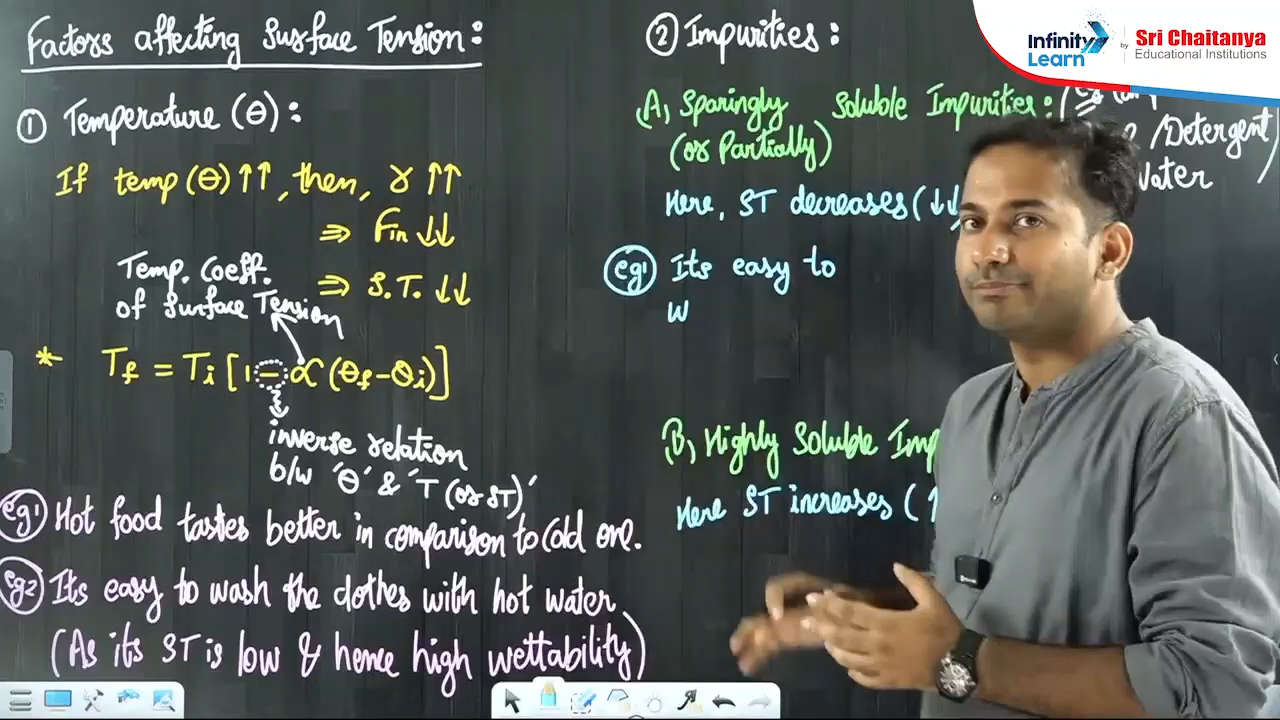 Factors affecting Surface Tension:
① Temperature (θ):
If temp (θ) ↑↑, then, r ↑↑
⇒ Fin ↓↓
⇒ S.T. ↓↓
Temp. Coeff.
of Surface Tension
* Tf = Ti [1 - α (θf - θi)]
inverse relation
b/w 'θ' & 'T (or ST)'
eg1 Hot food tastes better in comparison to Cold one.
eg2 Its easy to wash the clothes with hot water
(As its ST is low & hence high wettability)
② Impurities:
A, Sparingly Soluble Impurities:
(or Partially)
/Detergent
Water)
Here, ST decreases (↓↓
eg1 Its easy to
w
B, Highly Soluble Imp
Here ST increases (↑
Infinity Learn by Sri Chaitanya
Educational Institutions